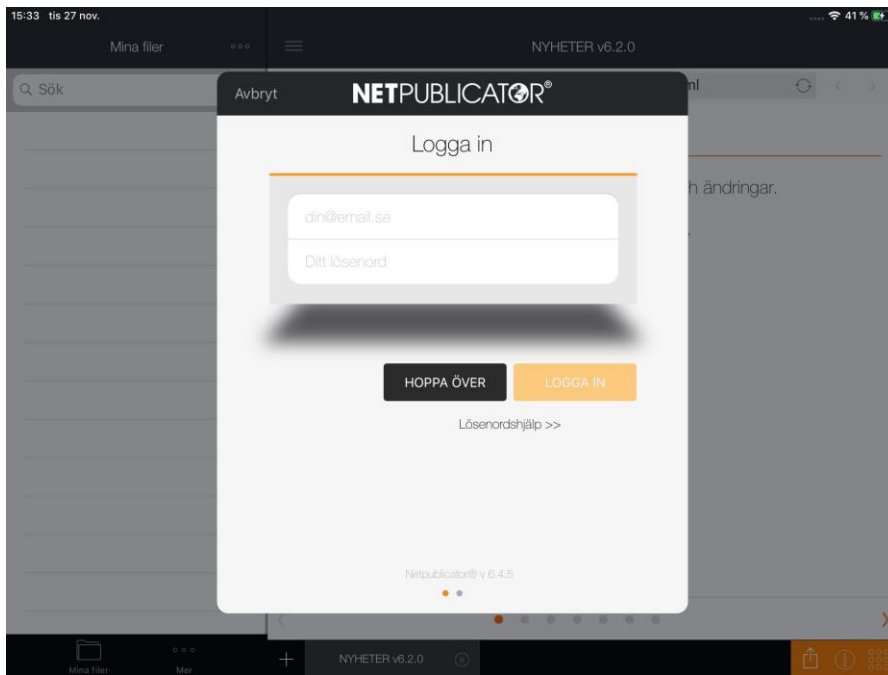 15:33 tis 27 nov.
41 %
Mina filer
NYHETER v6.2.0
Sök
ml
Avbryt
NETPUBLICATOR®
Logga in
h ändringar.
din@email.se
Ditt lösenord
HOPPA ÖVER
LOGGA IN
Lösenordshjälp >>
Netpublicator® v 6.4.5
Mina filer
Mer
NYHETER v6.2.0